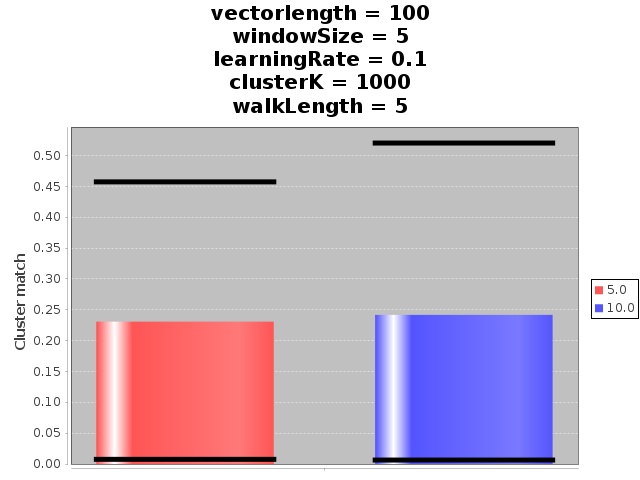 vectorlength = 100
windowSize = 5
learningRate = 0.1
clusterK = 1000
walkLength = 5
0.50
0.45
0.40
0.35
0.30
0.25
0.20
0.15
0.10
0.05
0.00
Cluster match
5.0
10.0